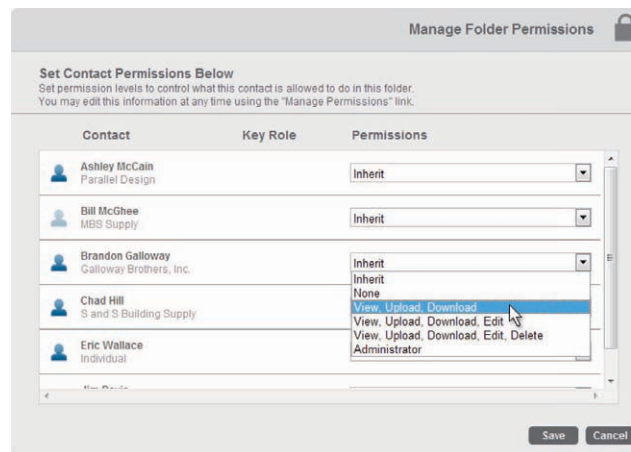 Manage Folder Permissions
Set Contact Permissions Below
Set permission levels to control what this contact is allowed to do in this folder.
You may edit this information at any time using the "Manage Permissions" link.
Contact Key Role Permissions
Ashley McCain
Parallel Design
Inherit
Bill McGhee
MBS Supply
Inherit
Brandon Galloway
Galloway Brothers, Inc.
Inherit
Inherit
None
View, Upload, Download
View, Upload, Download, Edit
View, Upload, Download, Edit, Delete
Administrator
Chad Hill
S and S Building Supply
Eric Wallace
Individual
Save Cancel